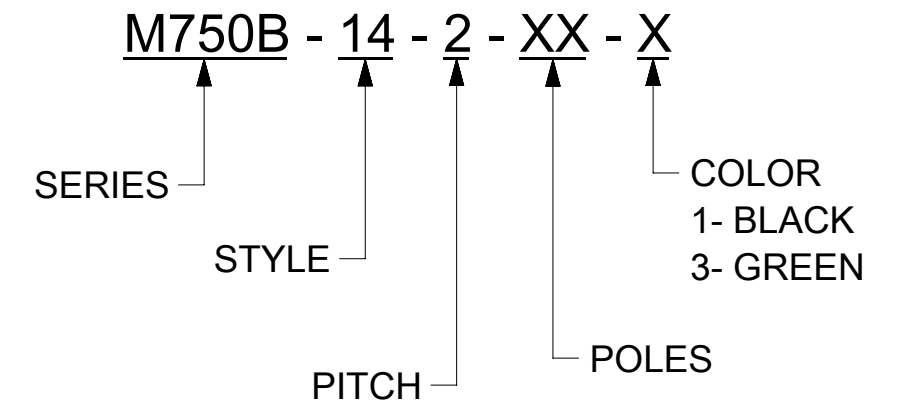 M750B - 14 - 2 - XX - X
SERIES
STYLE
PITCH
POLES
COLOR
1- BLACK
3- GREEN